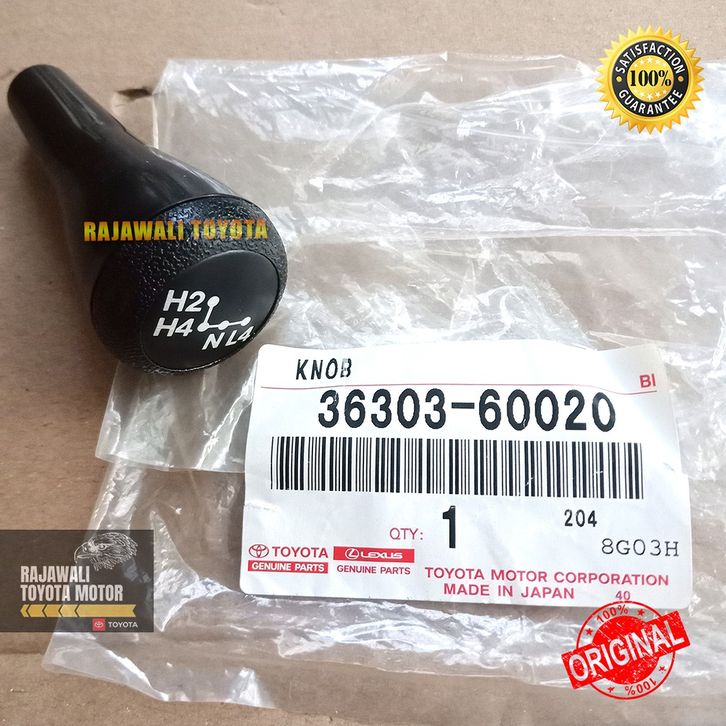 SATISFACTION
100%
GUARANTEE
RAJAWALI TOYOTA
H2
H4
N L4
KNOB
BI
36303-60020
QTY: 1
204
8G03H
TOYOTA
GENUINE PARTS
LEXUS
GENUINE PARTS
TOYOTA MOTOR CORPORATION
MADE IN JAPAN
40
RAJAWALI
TOYOTA MOTOR
TOYOTA
100%
ORIGINAL
100%